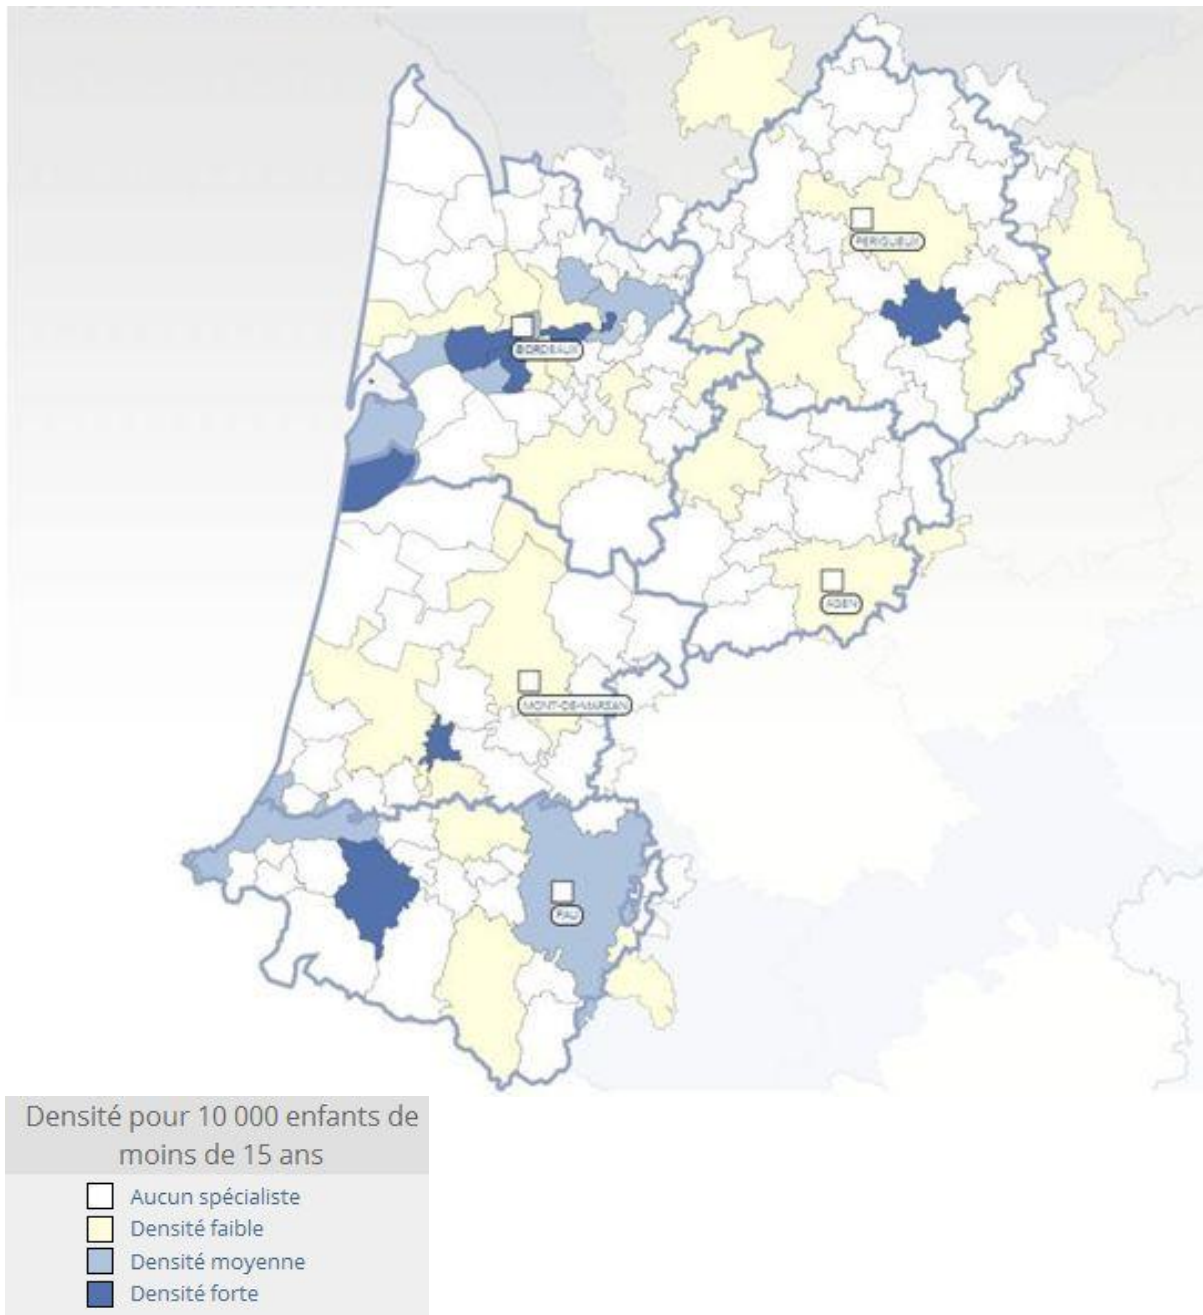 PERIGUEUX
BORDEAUX
AGEN
MONT-DE-MARSAN
PAU
Densité pour 10 000 enfants de
moins de 15 ans
Aucun spécialiste
Densité faible
Densité moyenne
Densité forte